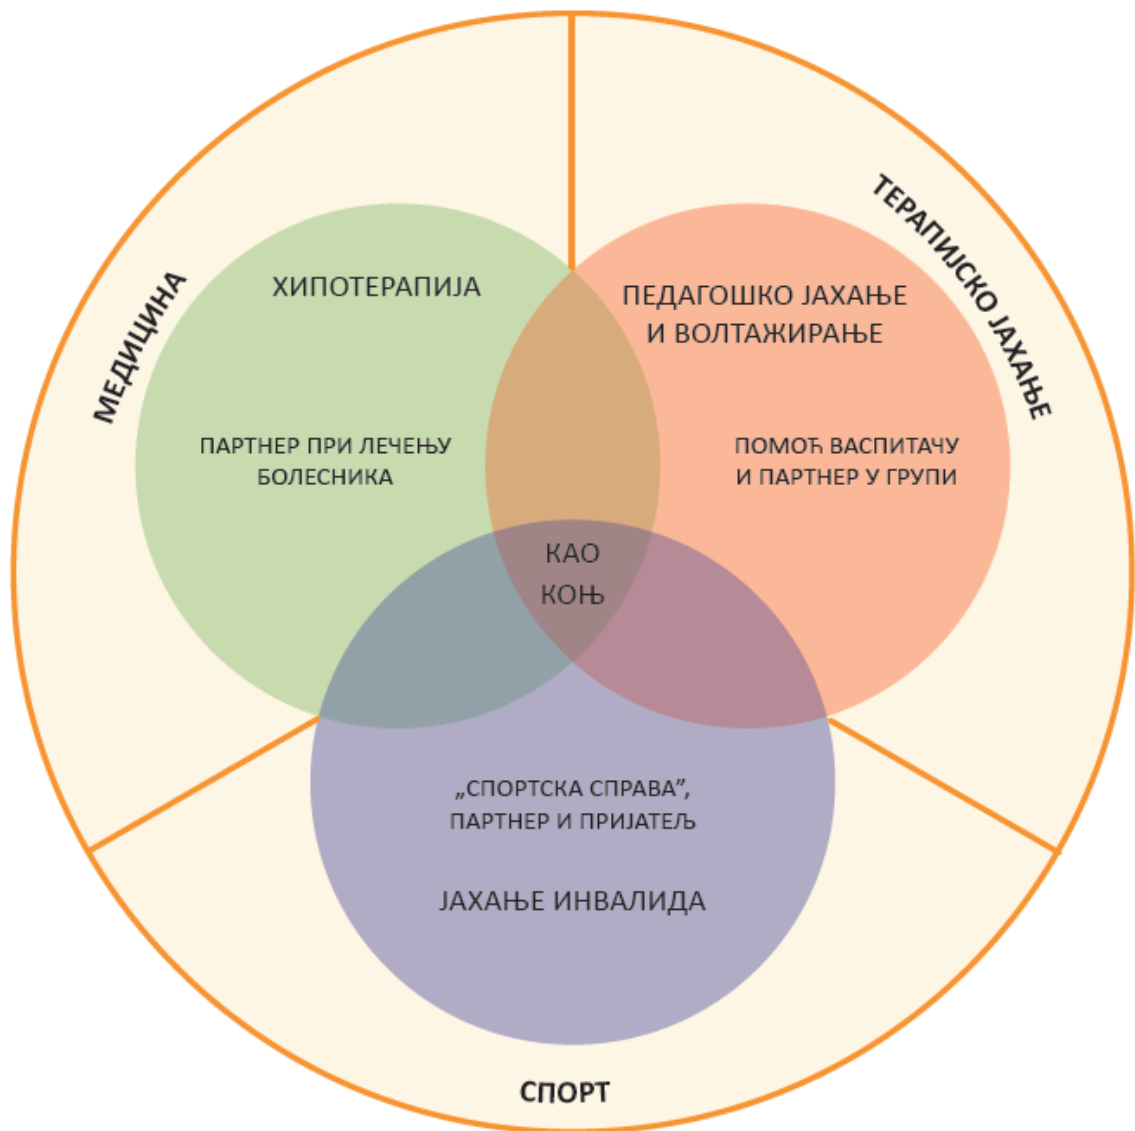 МЕДИЦИНА
ТЕРАПИЈСКО ЈАХАЊЕ
ХИПОТЕРАПИЈА
ПАРТНЕР ПРИ ЛЕЧЕЊУ
БОЛЕСНИКА
ПЕДАГОШКО ЈАХАЊЕ
И ВОЛТАЖИРАЊЕ
ПОМОЋ ВАСПИТАЧУ
И ПАРТНЕР У ГРУПИ
КАО
КОЊ
„СПОРТСКА СПРАВА”,
ПАРТНЕР И ПРИЈАТЕЉ
ЈАХАЊЕ ИНВАЛИДА
СПОРТ